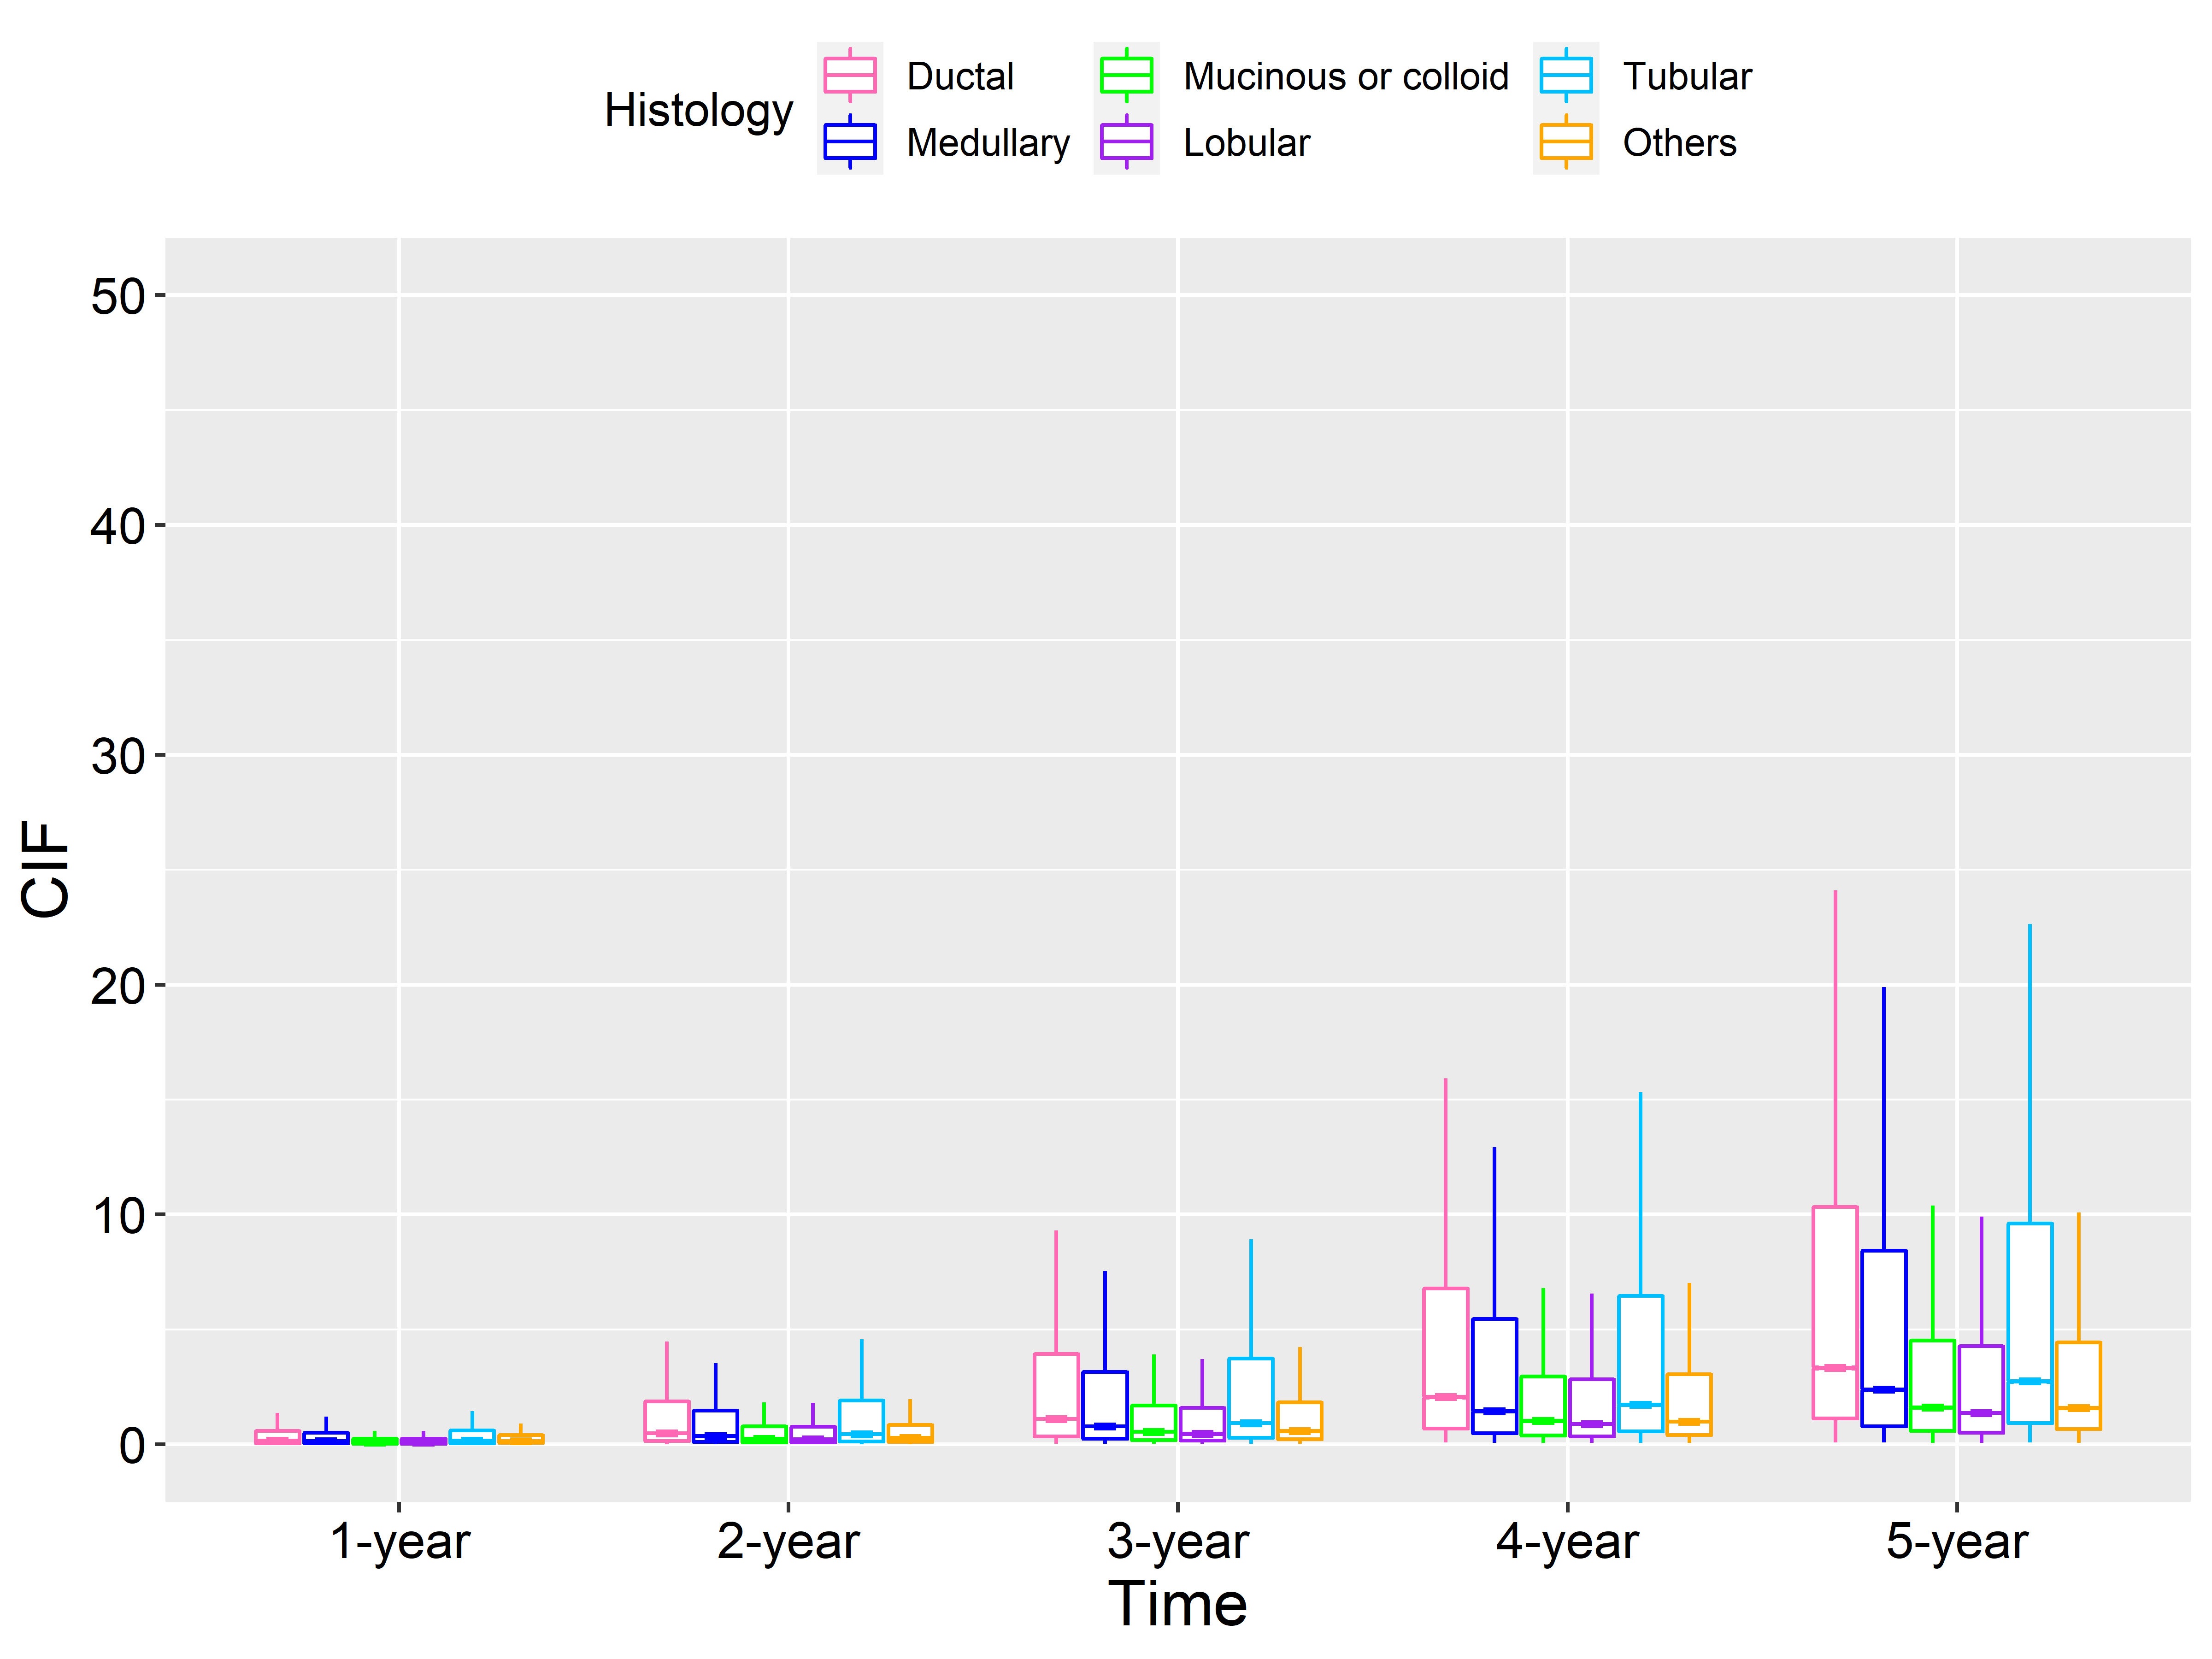 Histology
Ductal
Mucinous or colloid
Tubular
Medullary
Lobular
Others
50
40
30
20
10
0
CIF
1-year
2-year
3-year
4-year
5-year
Time